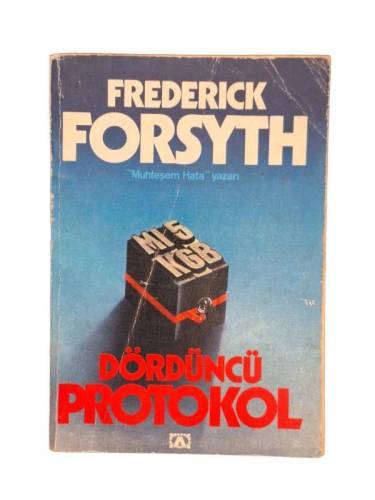 FREDERICK
FORSYTH
"Muhteşem Hata" yazarı
MI 5
KGB
DÖRDÜNCÜ
PROTOKOL
A